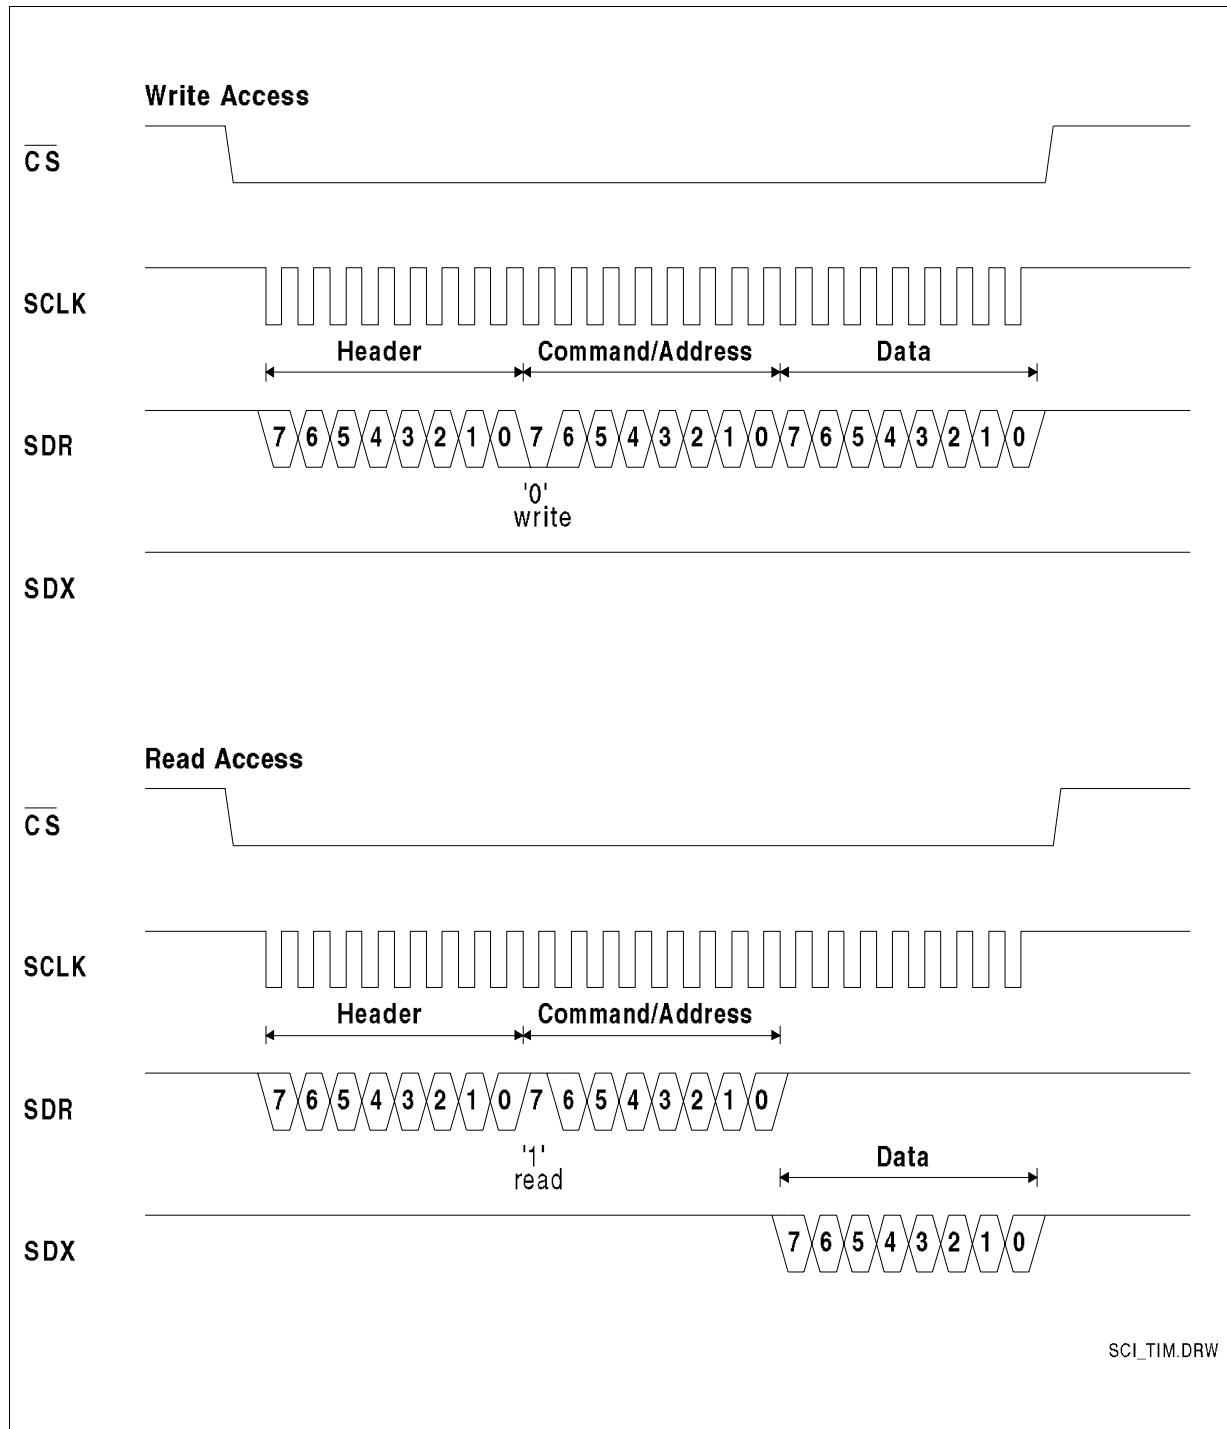 Write Access
CS
SCLK
Header Command/Address Data
SDR 7 6 5 4 3 2 1 0 7 6 5 4 3 2 1 0 7 6 5 4 3 2 1 0
'0'
write
SDX
Read Access
CS
SCLK
Header Command/Address
SDR 7 6 5 4 3 2 1 0 7 6 5 4 3 2 1 0
'1'
read
Data
SDX 7 6 5 4 3 2 1 0
SCI_TIM.DRW